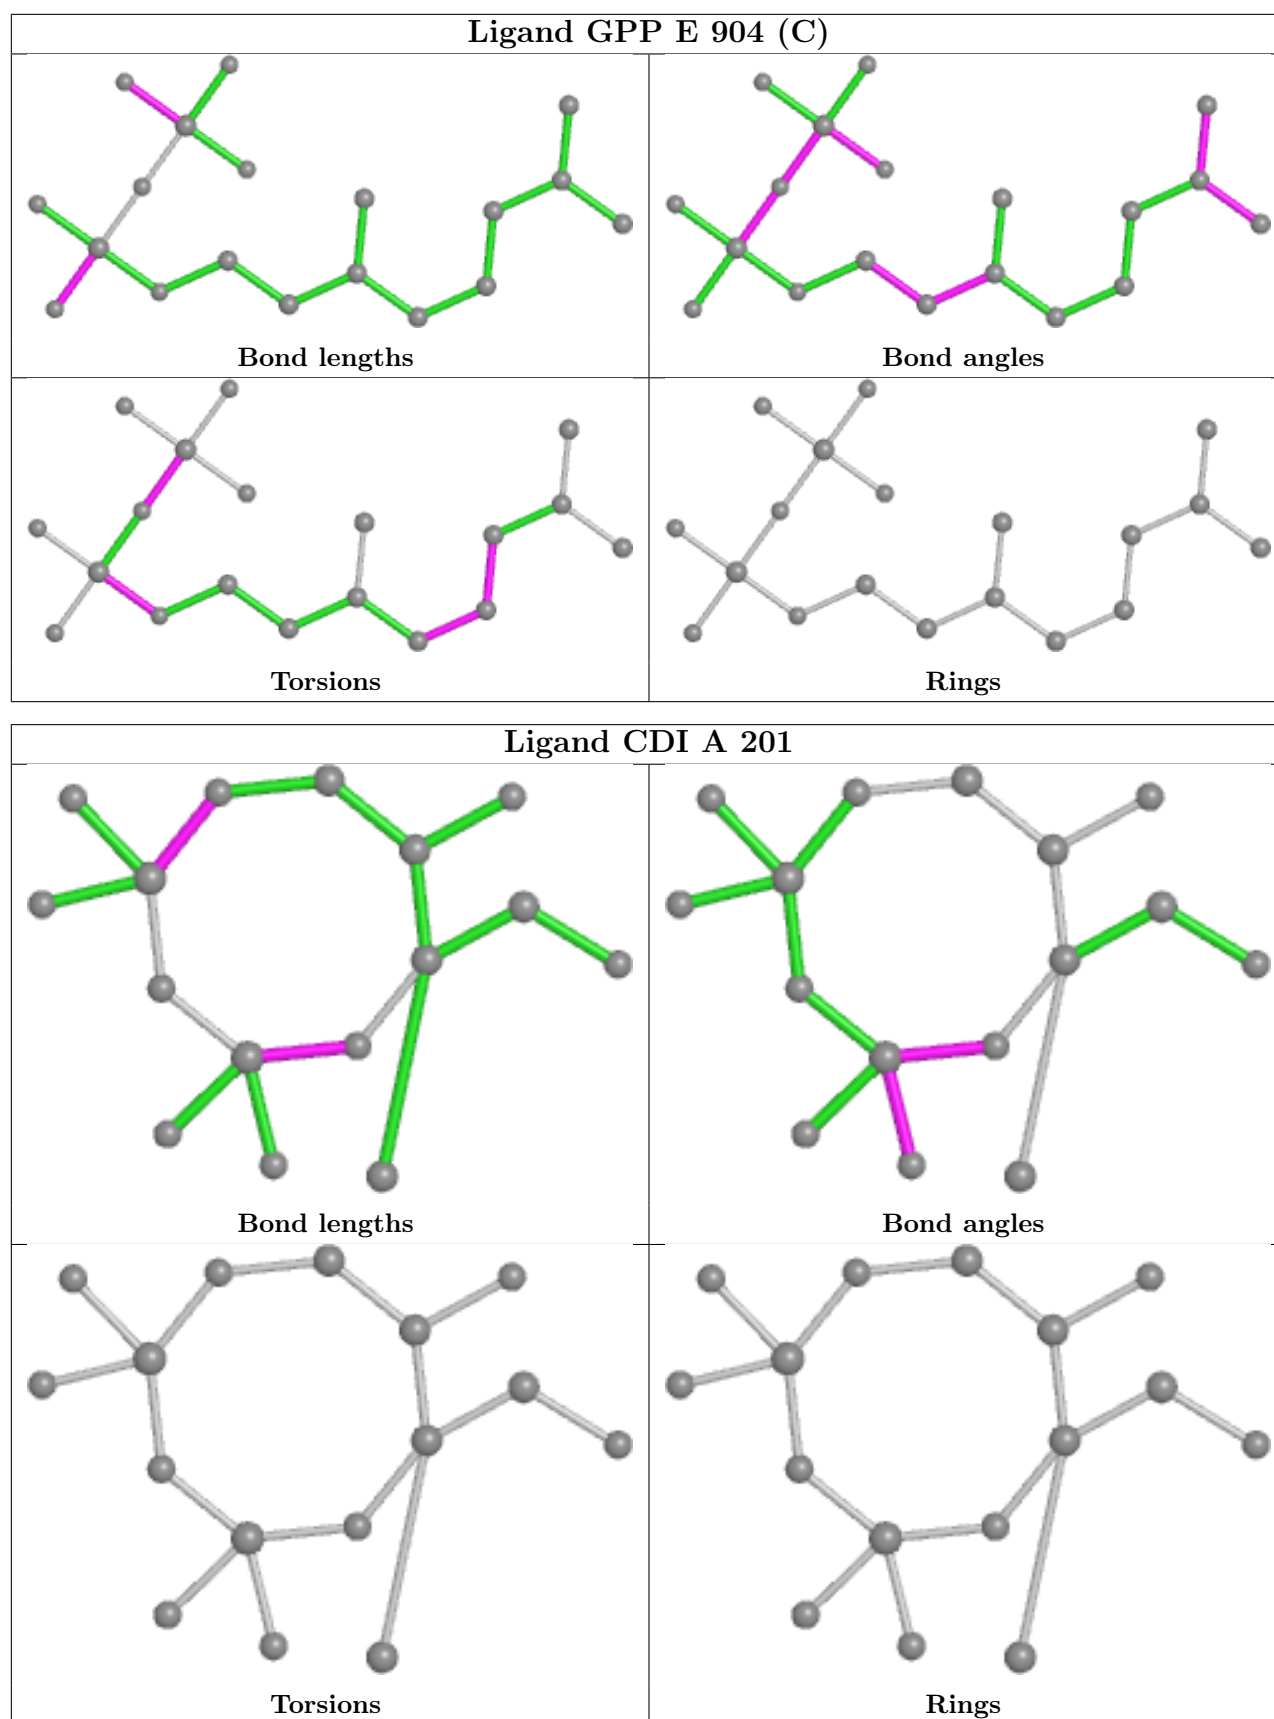 Ligand GPP E 904 (C)
Bond lengths
Bond angles
Torsions
Rings
Ligand CDI A 201
Bond lengths
Bond angles
Torsions
Rings